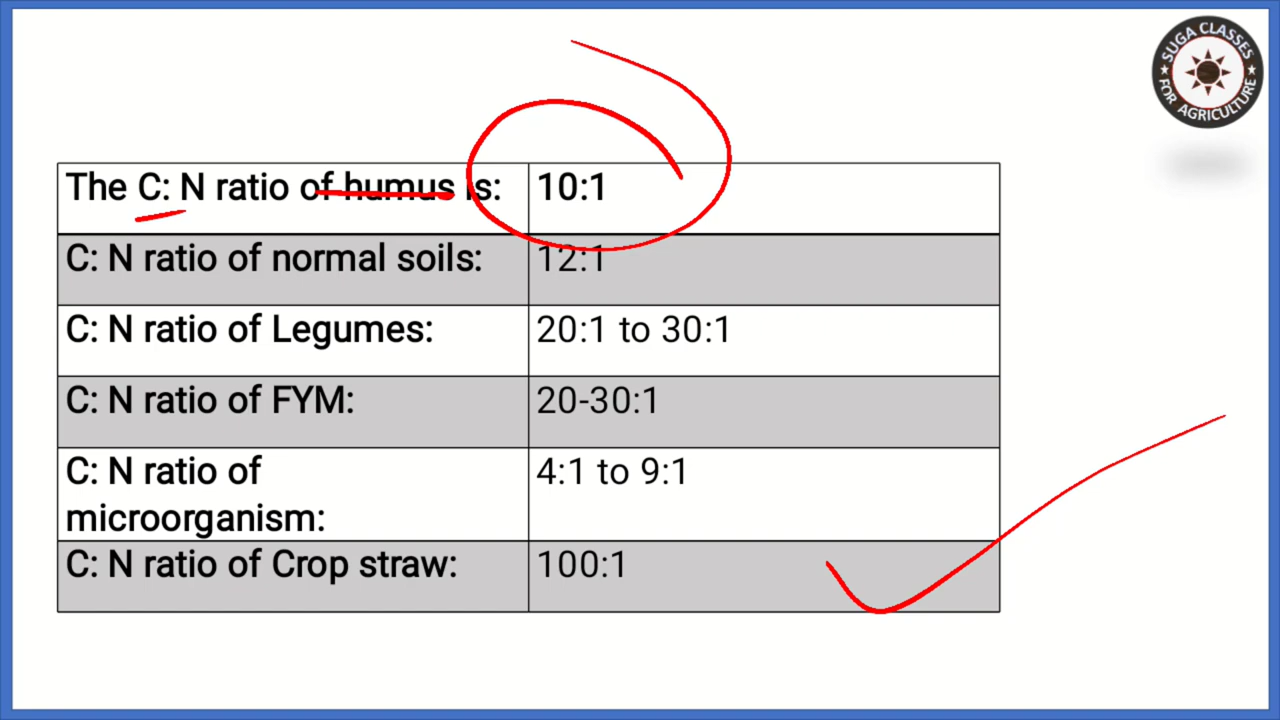 SUGA CLASSES
FOR AGRICULTURE
The C: N ratio of humus is: 10:1
C: N ratio of normal soils: 12:1
C: N ratio of Legumes: 20:1 to 30:1
C: N ratio of FYM: 20-30:1
C: N ratio of 4:1 to 9:1
microorganism:
C: N ratio of Crop straw: 100:1